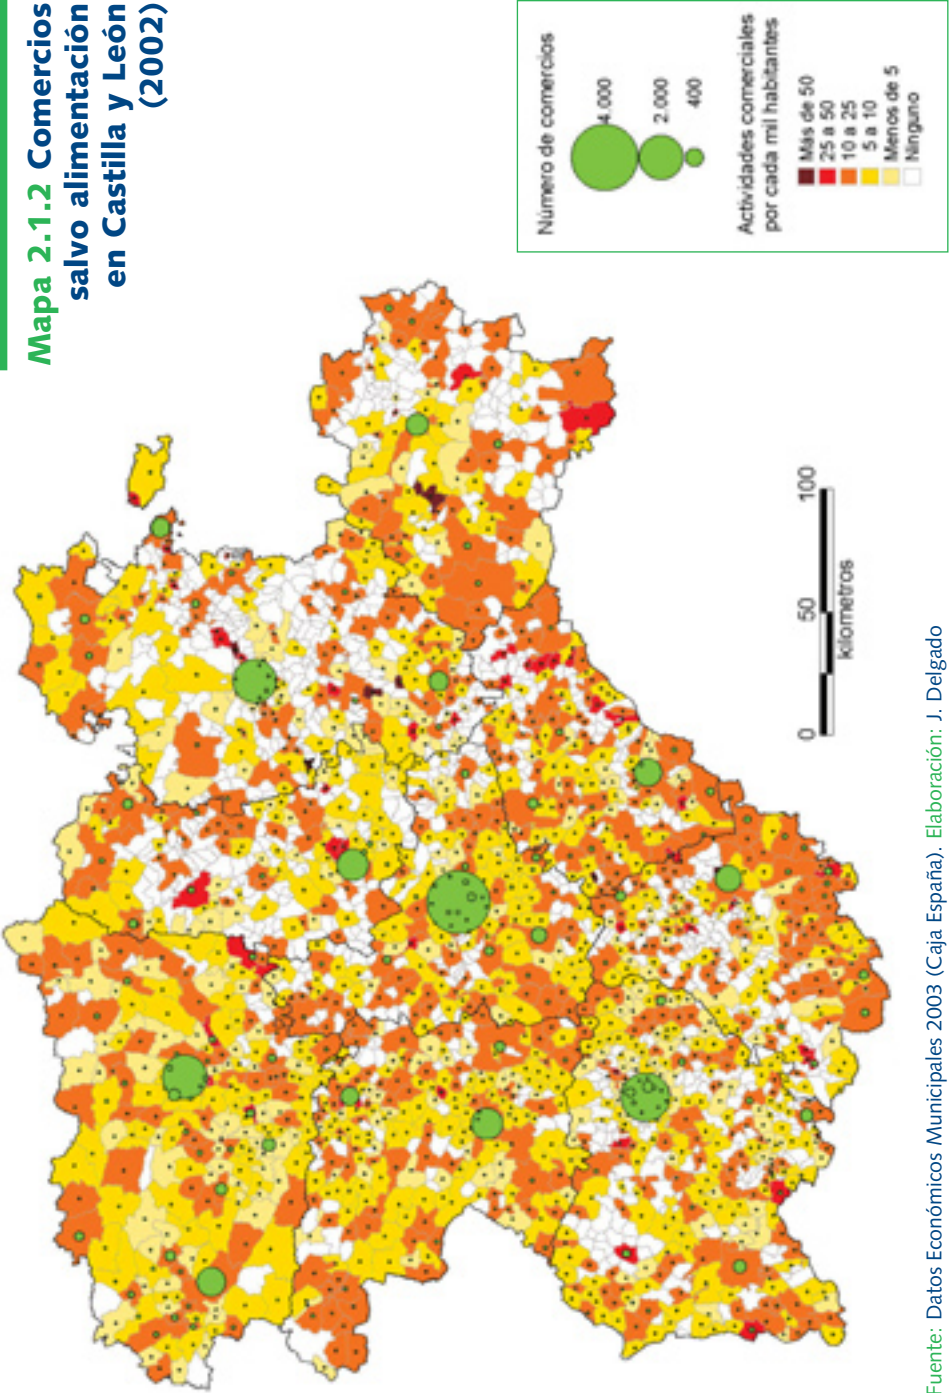 Mapa 2.1.2 Comercios
salvo alimentación
en Castilla y León
(2002)
Número de comercios
4.000
2.000
400
Actividades comerciales
por cada mil habitantes
Más de 50
25 a 50
10 a 25
5 a 10
Menos de 5
Ninguno
0 50 100
kilometros
Fuente: Datos Económicos Municipales 2003 (Caja España). Elaboración: J. Delgado